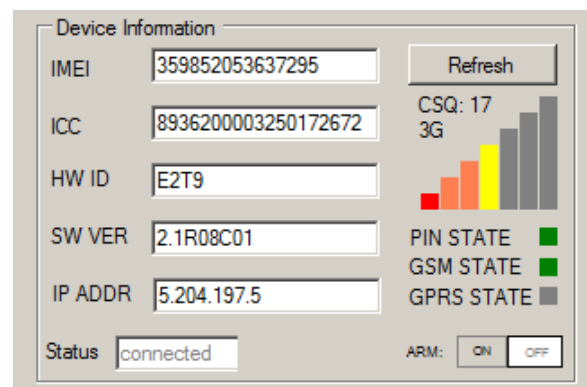 Device Information
IMEI 359852053637295 Refresh
CSQ: 17
ICC 8936200003250172672 3G
HW ID E2T9
SW VER 2.1R08C01 PIN STATE
GSM STATE
IP ADDR 5.204.197.5 GPRS STATE
Status connected ARM: ON OFF